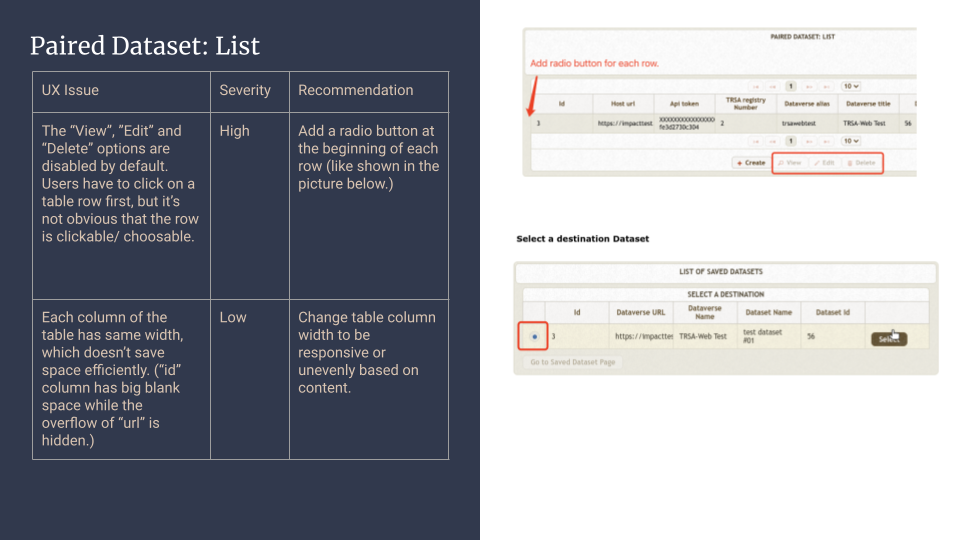 Paired Dataset: List
UX Issue
Severity
Recommendation
The “View”, ”Edit” and
“Delete” options are
disabled by default.
Users have to click on a
table row first, but it’s
not obvious that the row
is clickable/ choosable.
High
Add a radio button at
the beginning of each
row (like shown in the
picture below.)
Each column of the
table has same width,
which doesn’t save
space efficiently. (“id”
column has big blank
space while the
overflow of “url” is
hidden.)
Low
Change table column
width to be
responsive or
unevenly based on
content.
PAIRED DATASET: LIST
Add radio button for each row.
1 10
Id Host url Api token TRSA registry Number Dataverse alias Dataverse title
3 https://impacttest XXXXXXXXXXXXXXX 2 trsawebtest TRSA-Web Test 56
fe3d2730c304
1 10
+ Create View Edit Delete
Select a destination Dataset
LIST OF SAVED DATASETS
SELECT A DESTINATION
Id Dataverse URL Dataverse Name Dataset Name Dataset Id
3 https://impacttes TRSA-Web Test test dataset #01 56 Select
Go to Saved Dataset Page